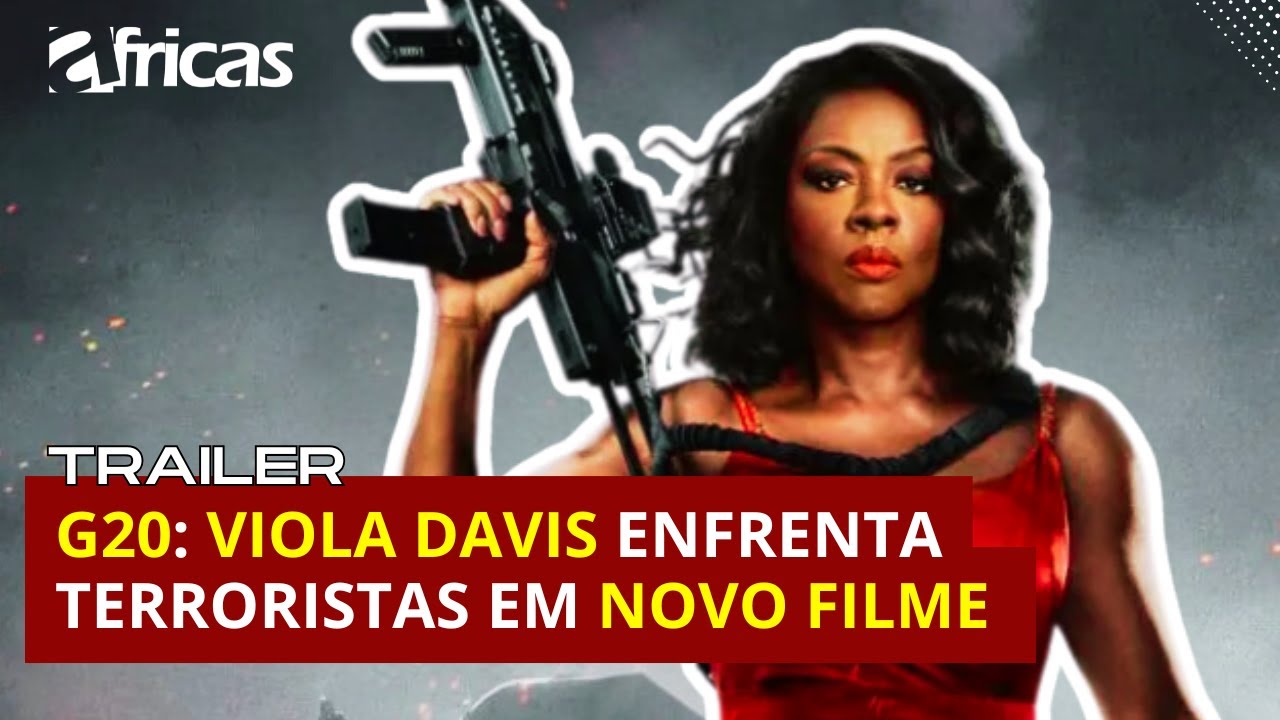 africas
TRAILER
G20: VIOLA DAVIS ENFRENTA
TERRORISTAS EM NOVO FILME